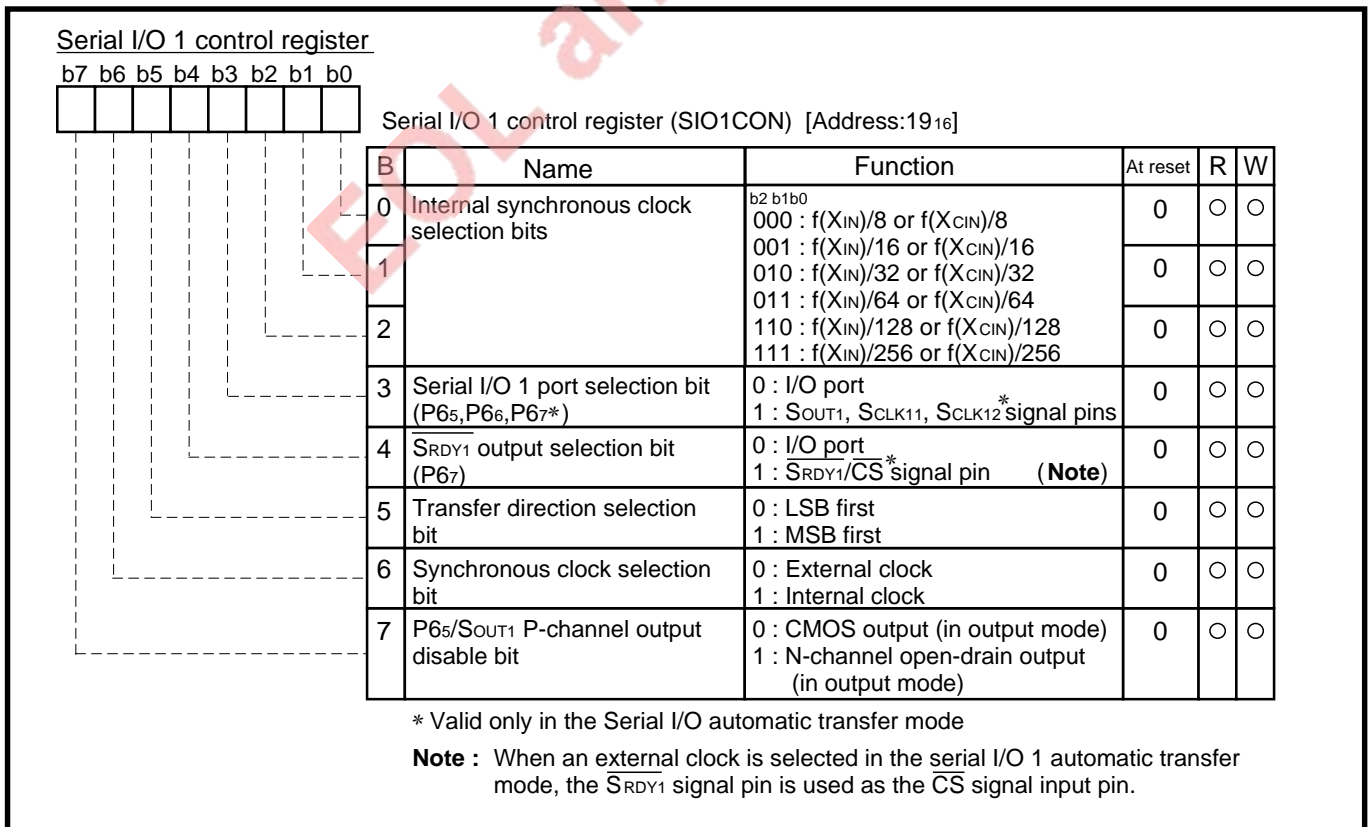 EOL an
Serial I/O 1 control register
b7 b6 b5 b4 b3 b2 b1 b0
Serial I/O 1 control register (SIO1CON) [Address:1916]
B Name Function At reset R W
0 Internal synchronous clock selection bits b2 b1b0 0 ○ ○
000 : f(XIN)/8 or f(XCIN)/8
001 : f(XIN)/16 or f(XCIN)/16
1 010 : f(XIN)/32 or f(XCIN)/32 0 ○ ○
011 : f(XIN)/64 or f(XCIN)/64
2 110 : f(XIN)/128 or f(XCIN)/128 0 ○ ○
111 : f(XIN)/256 or f(XCIN)/256
3 Serial I/O 1 port selection bit 0 : I/O port 0 ○ ○
(P65,P66,P67*) 1 : SOUT1, SCLK11, SCLK12* signal pins
4 SRDY1 output selection bit 0 : I/O port 0 ○ ○
(P67) 1 : SRDY1/CS* signal pin (Note)
5 Transfer direction selection 0 : LSB first 0 ○ ○
bit 1 : MSB first
6 Synchronous clock selection 0 : External clock 0 ○ ○
bit 1 : Internal clock
7 P65/SOUT1 P-channel output 0 : CMOS output (in output mode) 0 ○ ○
disable bit 1 : N-channel open-drain output
(in output mode)
* Valid only in the Serial I/O automatic transfer mode
Note : When an external clock is selected in the serial I/O 1 automatic transfer
mode, the SRDY1 signal pin is used as the CS signal input pin.